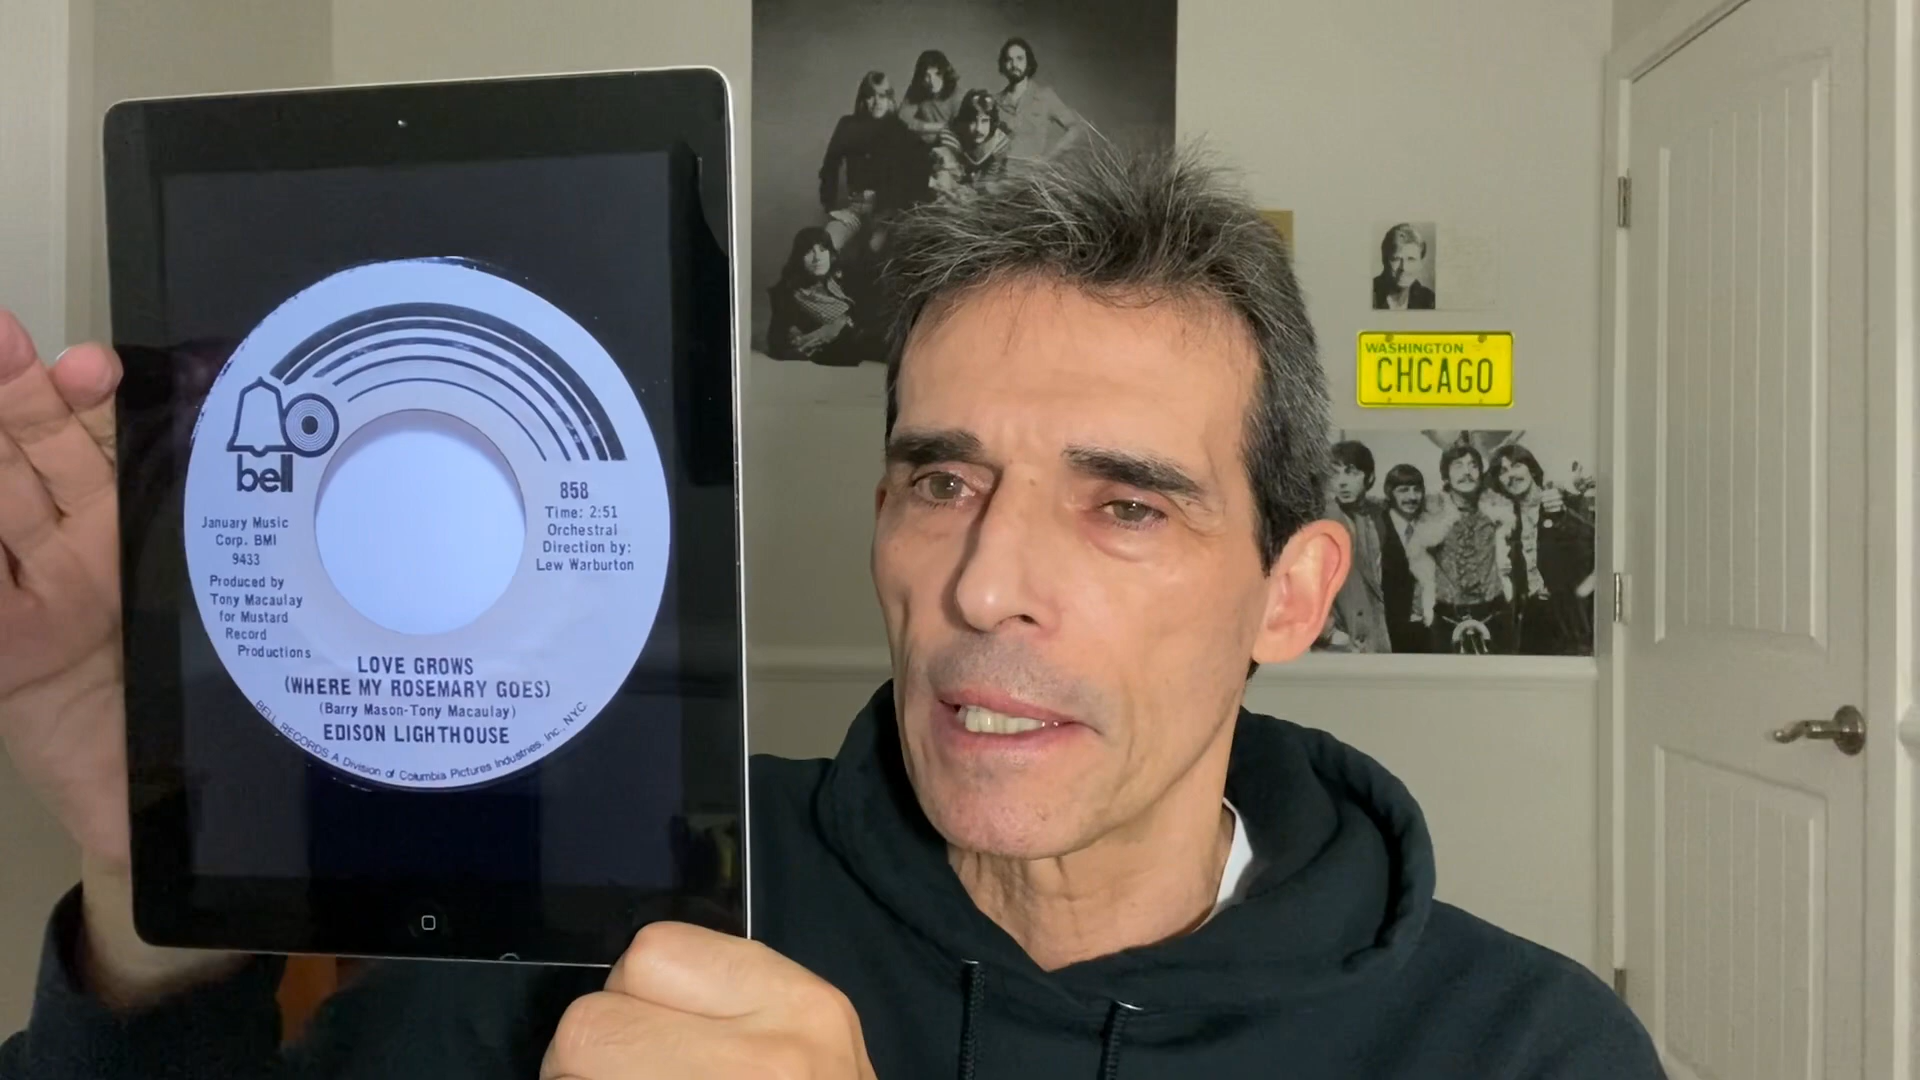 bell
858
Time: 2:51
Orchestral
Direction by:
Lew Warburton
January Music
Corp. BMI
9433
Produced by
Tony Macaulay
for Mustard
Record
Productions
LOVE GROWS
(WHERE MY ROSEMARY GOES)
(Barry Mason-Tony Macaulay)
EDISON LIGHTHOUSE
BELL RECORDS A Division of Columbia Pictures Industries, Inc., N.Y.C.
WASHINGTON
CHCAGO